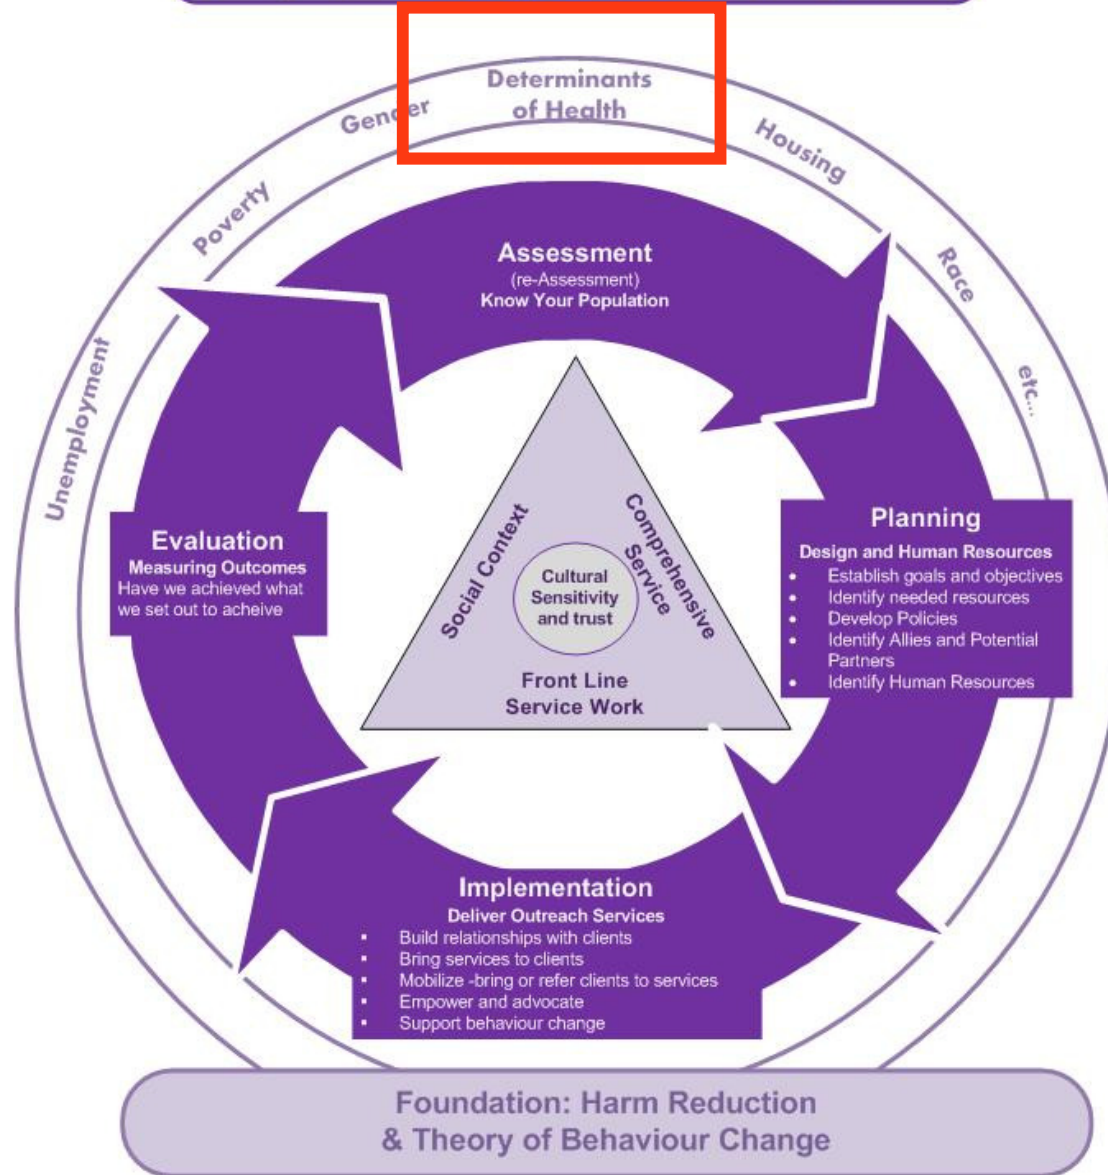 Determinants
of Health
Gender
Housing
Poverty
Race
Unemployment
etc...
Assessment
(re-Assessment)
Know Your Population
Planning
Design and Human Resources
• Establish goals and objectives
• Identify needed resources
• Develop Policies
• Identify Allies and Potential
Partners
• Identify Human Resources
Evaluation
Measuring Outcomes
Have we achieved what
we set out to acheive
Social Context
Comprehensive
Service
Cultural
Sensitivity
and trust
Front Line
Service Work
Implementation
Deliver Outreach Services
▪ Build relationships with clients
▪ Bring services to clients
▪ Mobilize -bring or refer clients to services
▪ Empower and advocate
▪ Support behaviour change
Foundation: Harm Reduction
& Theory of Behaviour Change